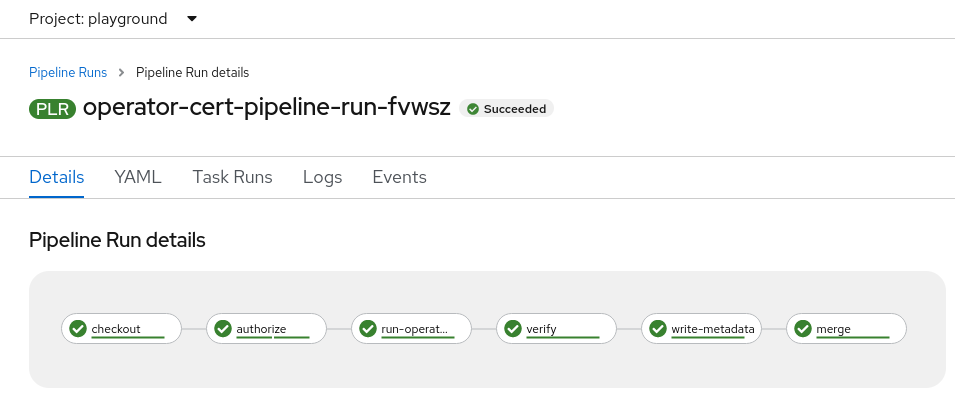 Project: playground
Pipeline Runs > Pipeline Run details
PLR operator-cert-pipeline-run-fvwsz Succeeded
Details YAML Task Runs Logs Events
Pipeline Run details
checkout authorize run-operat... verify write-metadata merge